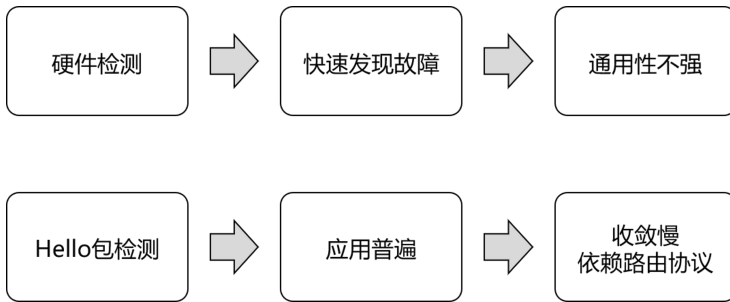 硬件检测
快速发现故障
通用性不强
Hello包检测
应用普遍
收敛慢
依赖路由协议